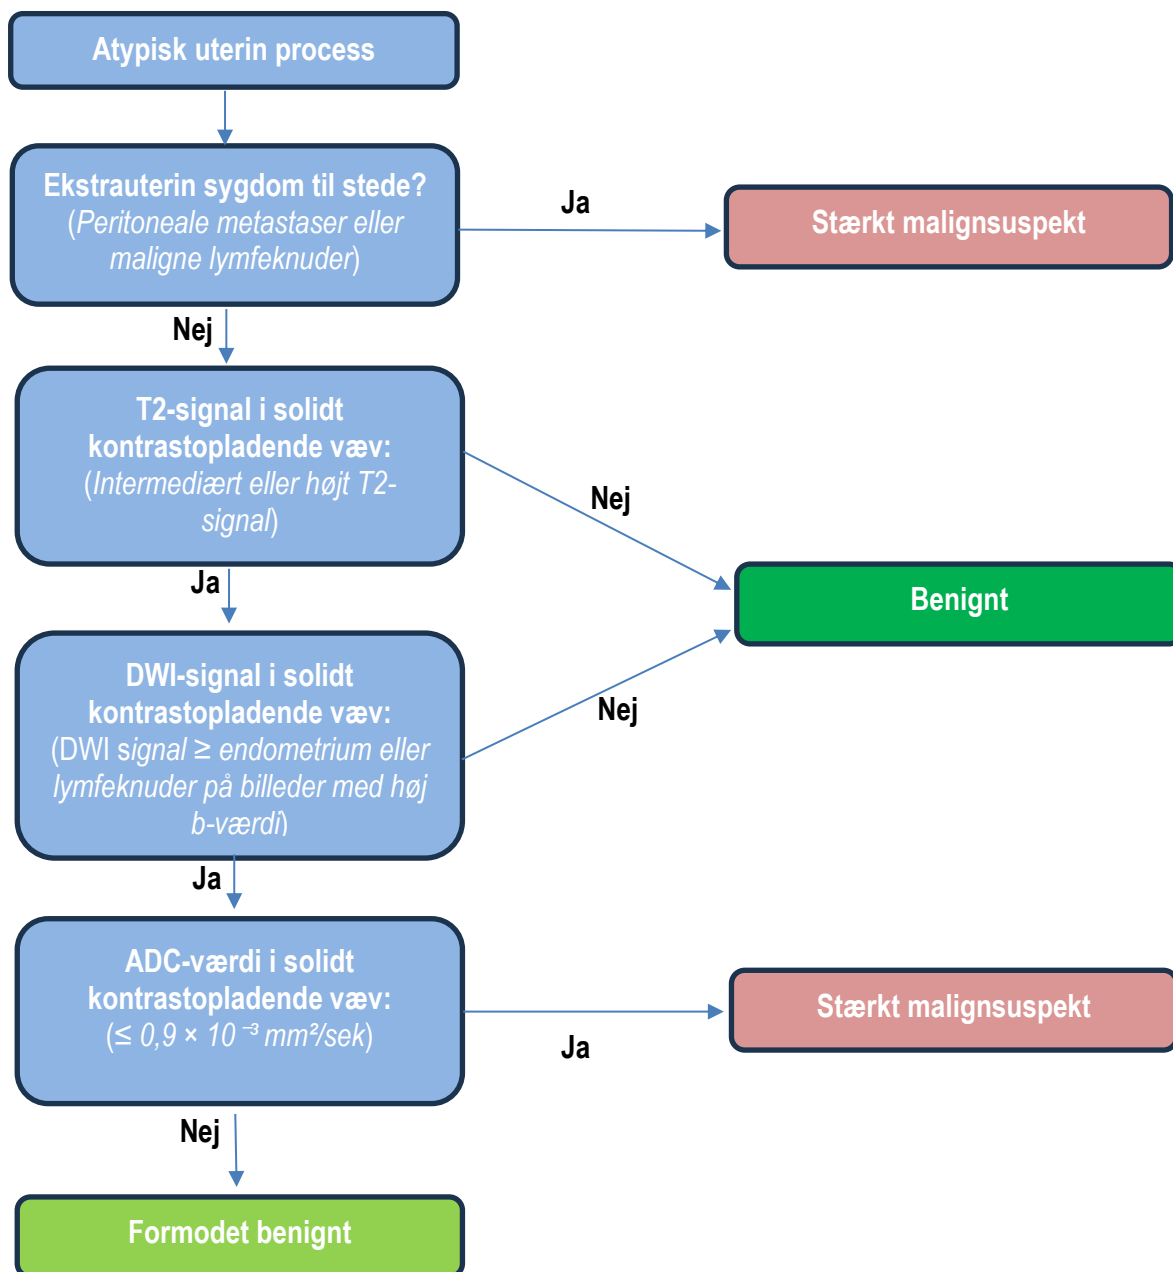 Atypisk uterin process
Ekstrauterin sygdom til stede?
(Peritoneale metastaser eller
maligne lymfeknuder)
Ja
Stærkt malignsuspekt
Nej
T2-signal i solidt
kontrastopladende væv:
(Intermediært eller højt T2-
signal)
Nej
Ja
Benignt
DWI-signal i solidt
kontrastopladende væv:
(DWI signal ≥ endometrium eller
lymfeknuder på billeder med høj
b-værdi)
Nej
Ja
ADC-værdi i solidt
kontrastopladende væv:
(≤ 0,9 × 10⁻³ mm²/sek)
Stærkt malignsuspekt
Ja
Nej
Formodet benignt